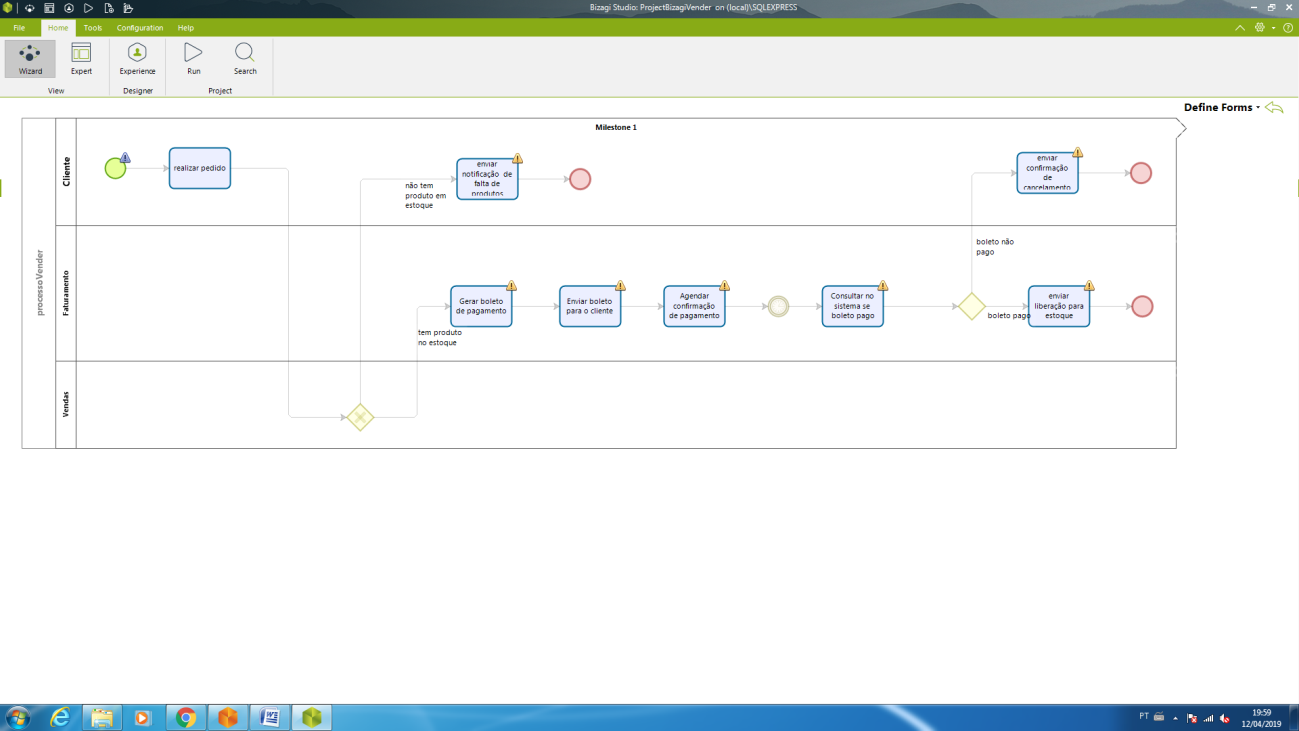 Bizagi Studio: ProjectBizagiVender on (local)\SQLEXPRESS
File Home Tools Configuration Help
Wizard Expert Experience Run Search
View Designer Project
Define Forms
Milestone 1
processoVender
Cliente
realizar pedido
não tem
produto em
estoque
enviar
notificação de
falta de
produtos
enviar
confirmação
de
cancelamento
Faturamento
tem produto
no estoque
Gerar boleto
de pagamento
Enviar boleto
para o cliente
Agendar
confirmação
de pagamento
Consultar no
sistema se
boleto pago
boleto não
pago
boleto pago
enviar
liberação para
estoque
Vendas
PT
19:59
12/04/2019